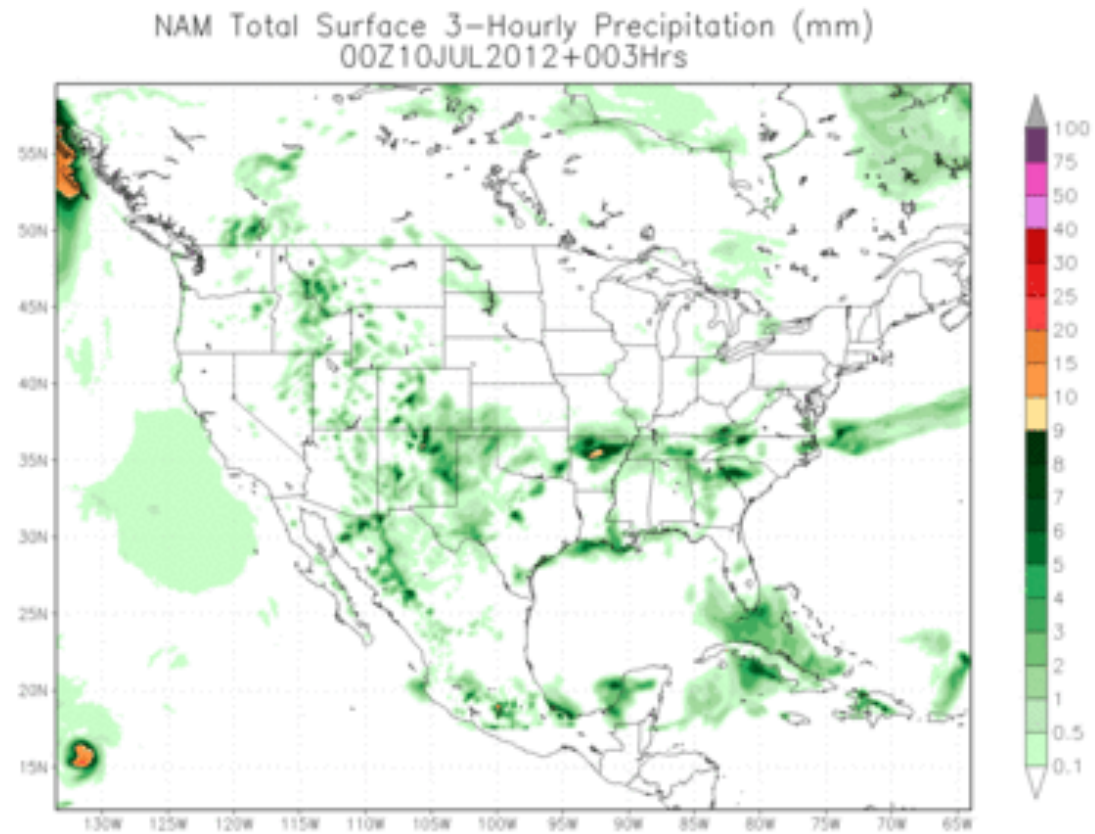 NAM Total Surface 3-Hourly Precipitation (mm)
00Z10JUL2012+003Hrs
55N
50N
45N
40N
35N
30N
25N
20N
15N
130W 125W 120W 115W 110W 105W 100W 95W 90W 85W 80W 75W 70W 65W
100
75
50
40
30
25
20
15
10
9
8
7
6
5
4
3
2
1
0.5
0.1